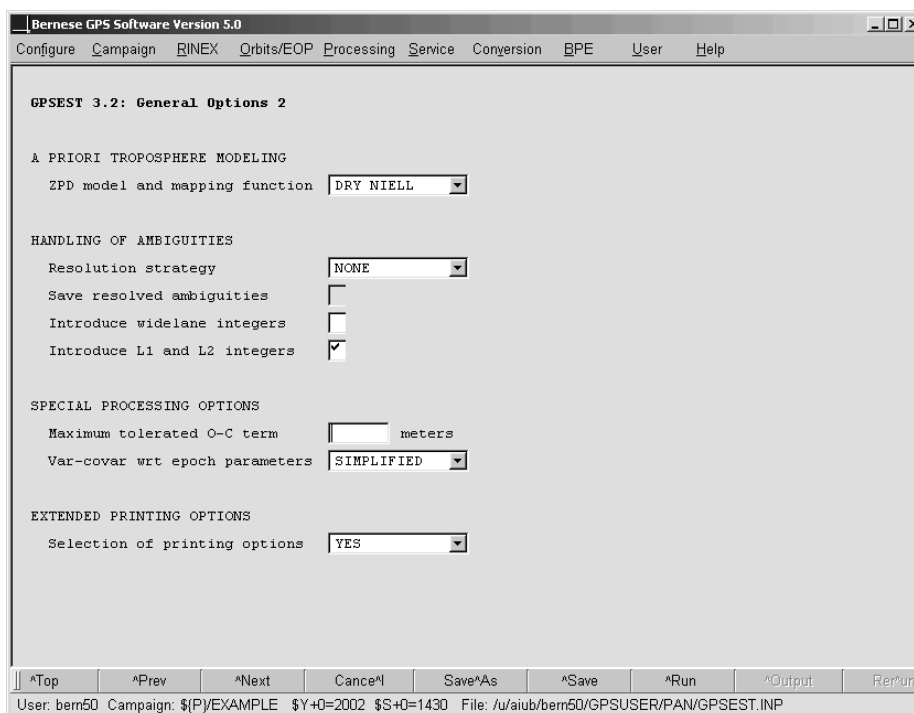 Bernese GPS Software Version 5.0
Configure Campaign RINEX Orbits/EOP Processing Service Conversion BPE User Help
GPSEST 3.2: General Options 2
A PRIORI TROPOSPHERE MODELING
ZPD model and mapping function DRY NIELL
HANDLING OF AMBIGUITIES
Resolution strategy NONE
Save resolved ambiguities
Introduce widelane integers
Introduce L1 and L2 integers
SPECIAL PROCESSING OPTIONS
Maximum tolerated O-C term meters
Var-covar wrt epoch parameters SIMPLIFIED
EXTENDED PRINTING OPTIONS
Selection of printing options YES
^Top ^Prev ^Next Cance^l Save^As ^Save ^Run ^Output Rer^un
User: bern50 Campaign: ${P}/EXAMPLE $Y+0=2002 $S+0=1430 File: /u/aiub/bern50/GPSUSER/PAN/GPSEST.INP